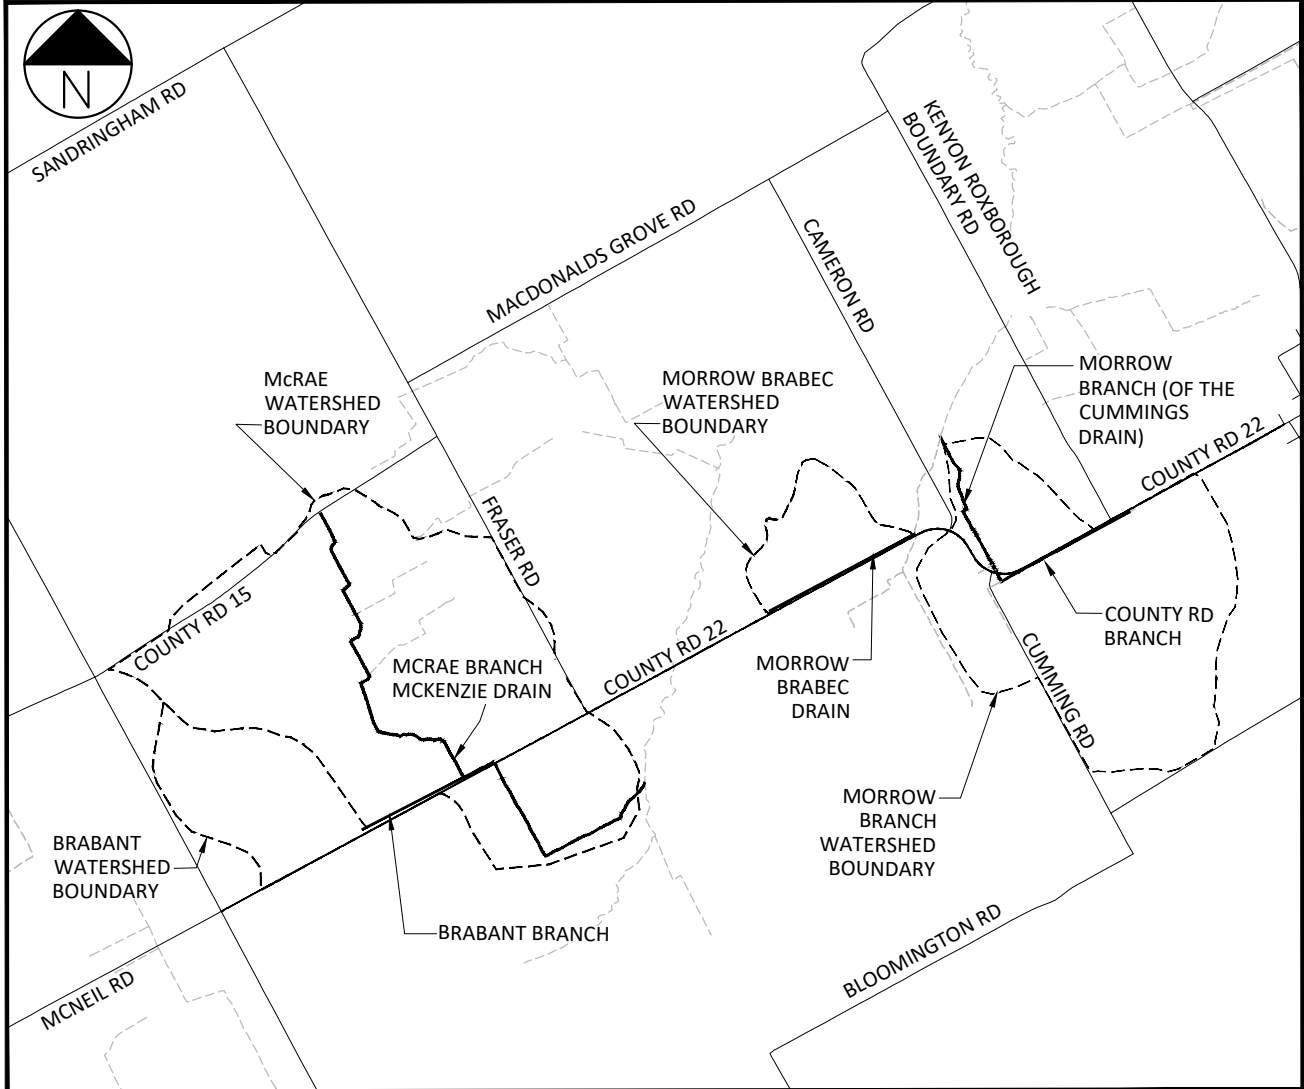 N
SANDRINGHAM RD
KENYON ROXBOROUGH
BOUNDARY RD
MACDONALDS GROVE RD
CAMERON RD
McRAE
WATERSHED
BOUNDARY
MORROW BRABEC
WATERSHED
BOUNDARY
MORROW
BRANCH (OF THE
CUMMINGS
DRAIN)
COUNTY RD 22
FRASER RD
COUNTY RD 15
COUNTY RD
BRANCH
MCRAE BRANCH
MCKENZIE DRAIN
COUNTY RD 22
MORROW
BRABEC
DRAIN
CUMMING RD
MORROW
BRANCH
WATERSHED
BOUNDARY
BRABANT
WATERSHED
BOUNDARY
BRABANT BRANCH
BLOOMINGTON RD
MCNEIL RD